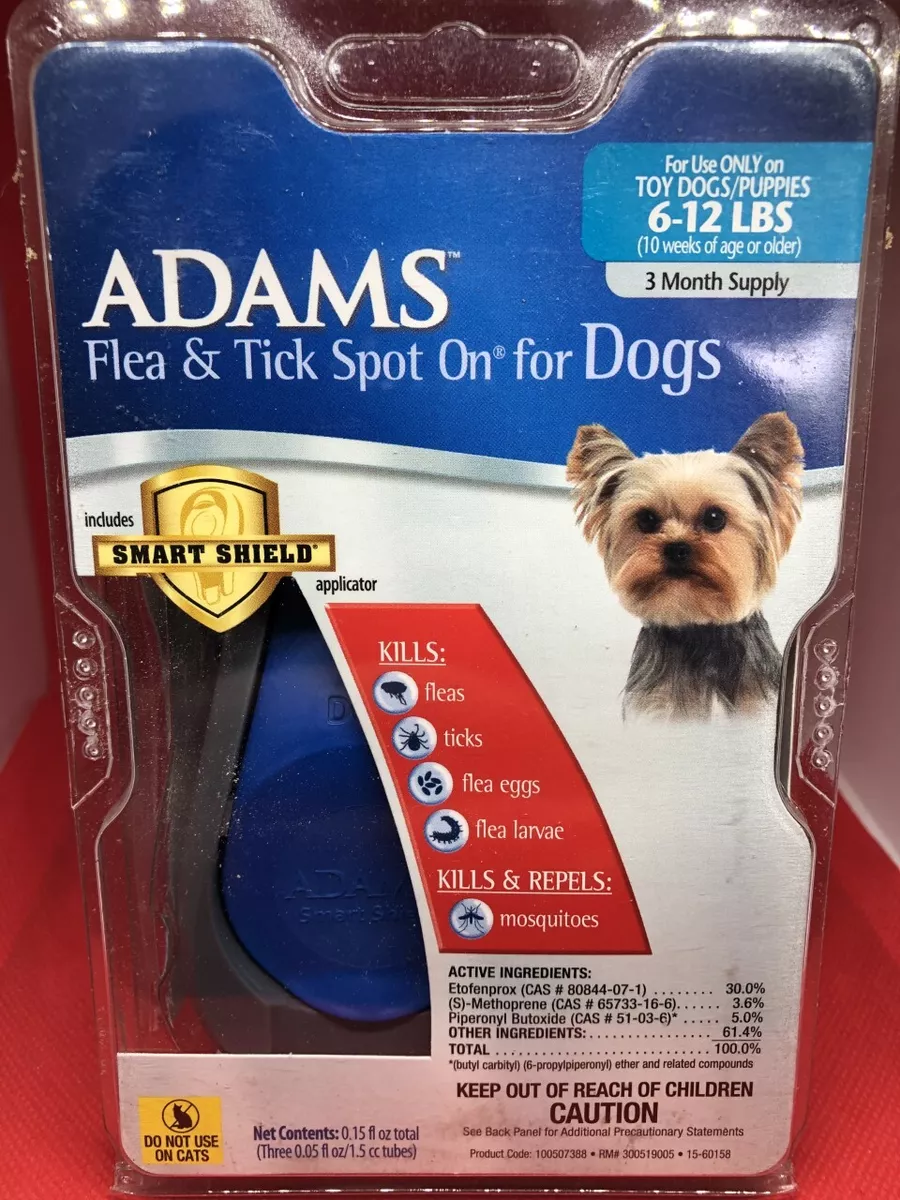 For Use ONLY on
TOY DOGS/PUPPIES
6-12 LBS
(10 weeks of age or older)
3 Month Supply
ADAMS™
Flea & Tick Spot On® for Dogs
includes
SMART SHIELD®
applicator
KILLS:
fleas
ticks
flea eggs
flea larvae
KILLS & REPELS:
mosquitoes
ADAMS
Smart Shie
ACTIVE INGREDIENTS:
Etofenprox (CAS # 80844-07-1) ........ 30.0%
(S)-Methoprene (CAS # 65733-16-6)...... 3.6%
Piperonyl Butoxide (CAS # 51-03-6)* ..... 5.0%
OTHER INGREDIENTS:................ 61.4%
TOTAL ............................ 100.0%
*(butyl carbityl) (6-propylpiperonyl) ether and related compounds
KEEP OUT OF REACH OF CHILDREN
CAUTION
See Back Panel for Additional Precautionary Statements
Product Code: 100507388 • RM# 300519005 • 15-60158
DO NOT USE
ON CATS
Net Contents: 0.15 fl oz total
(Three 0.05 fl oz/1.5 cc tubes)